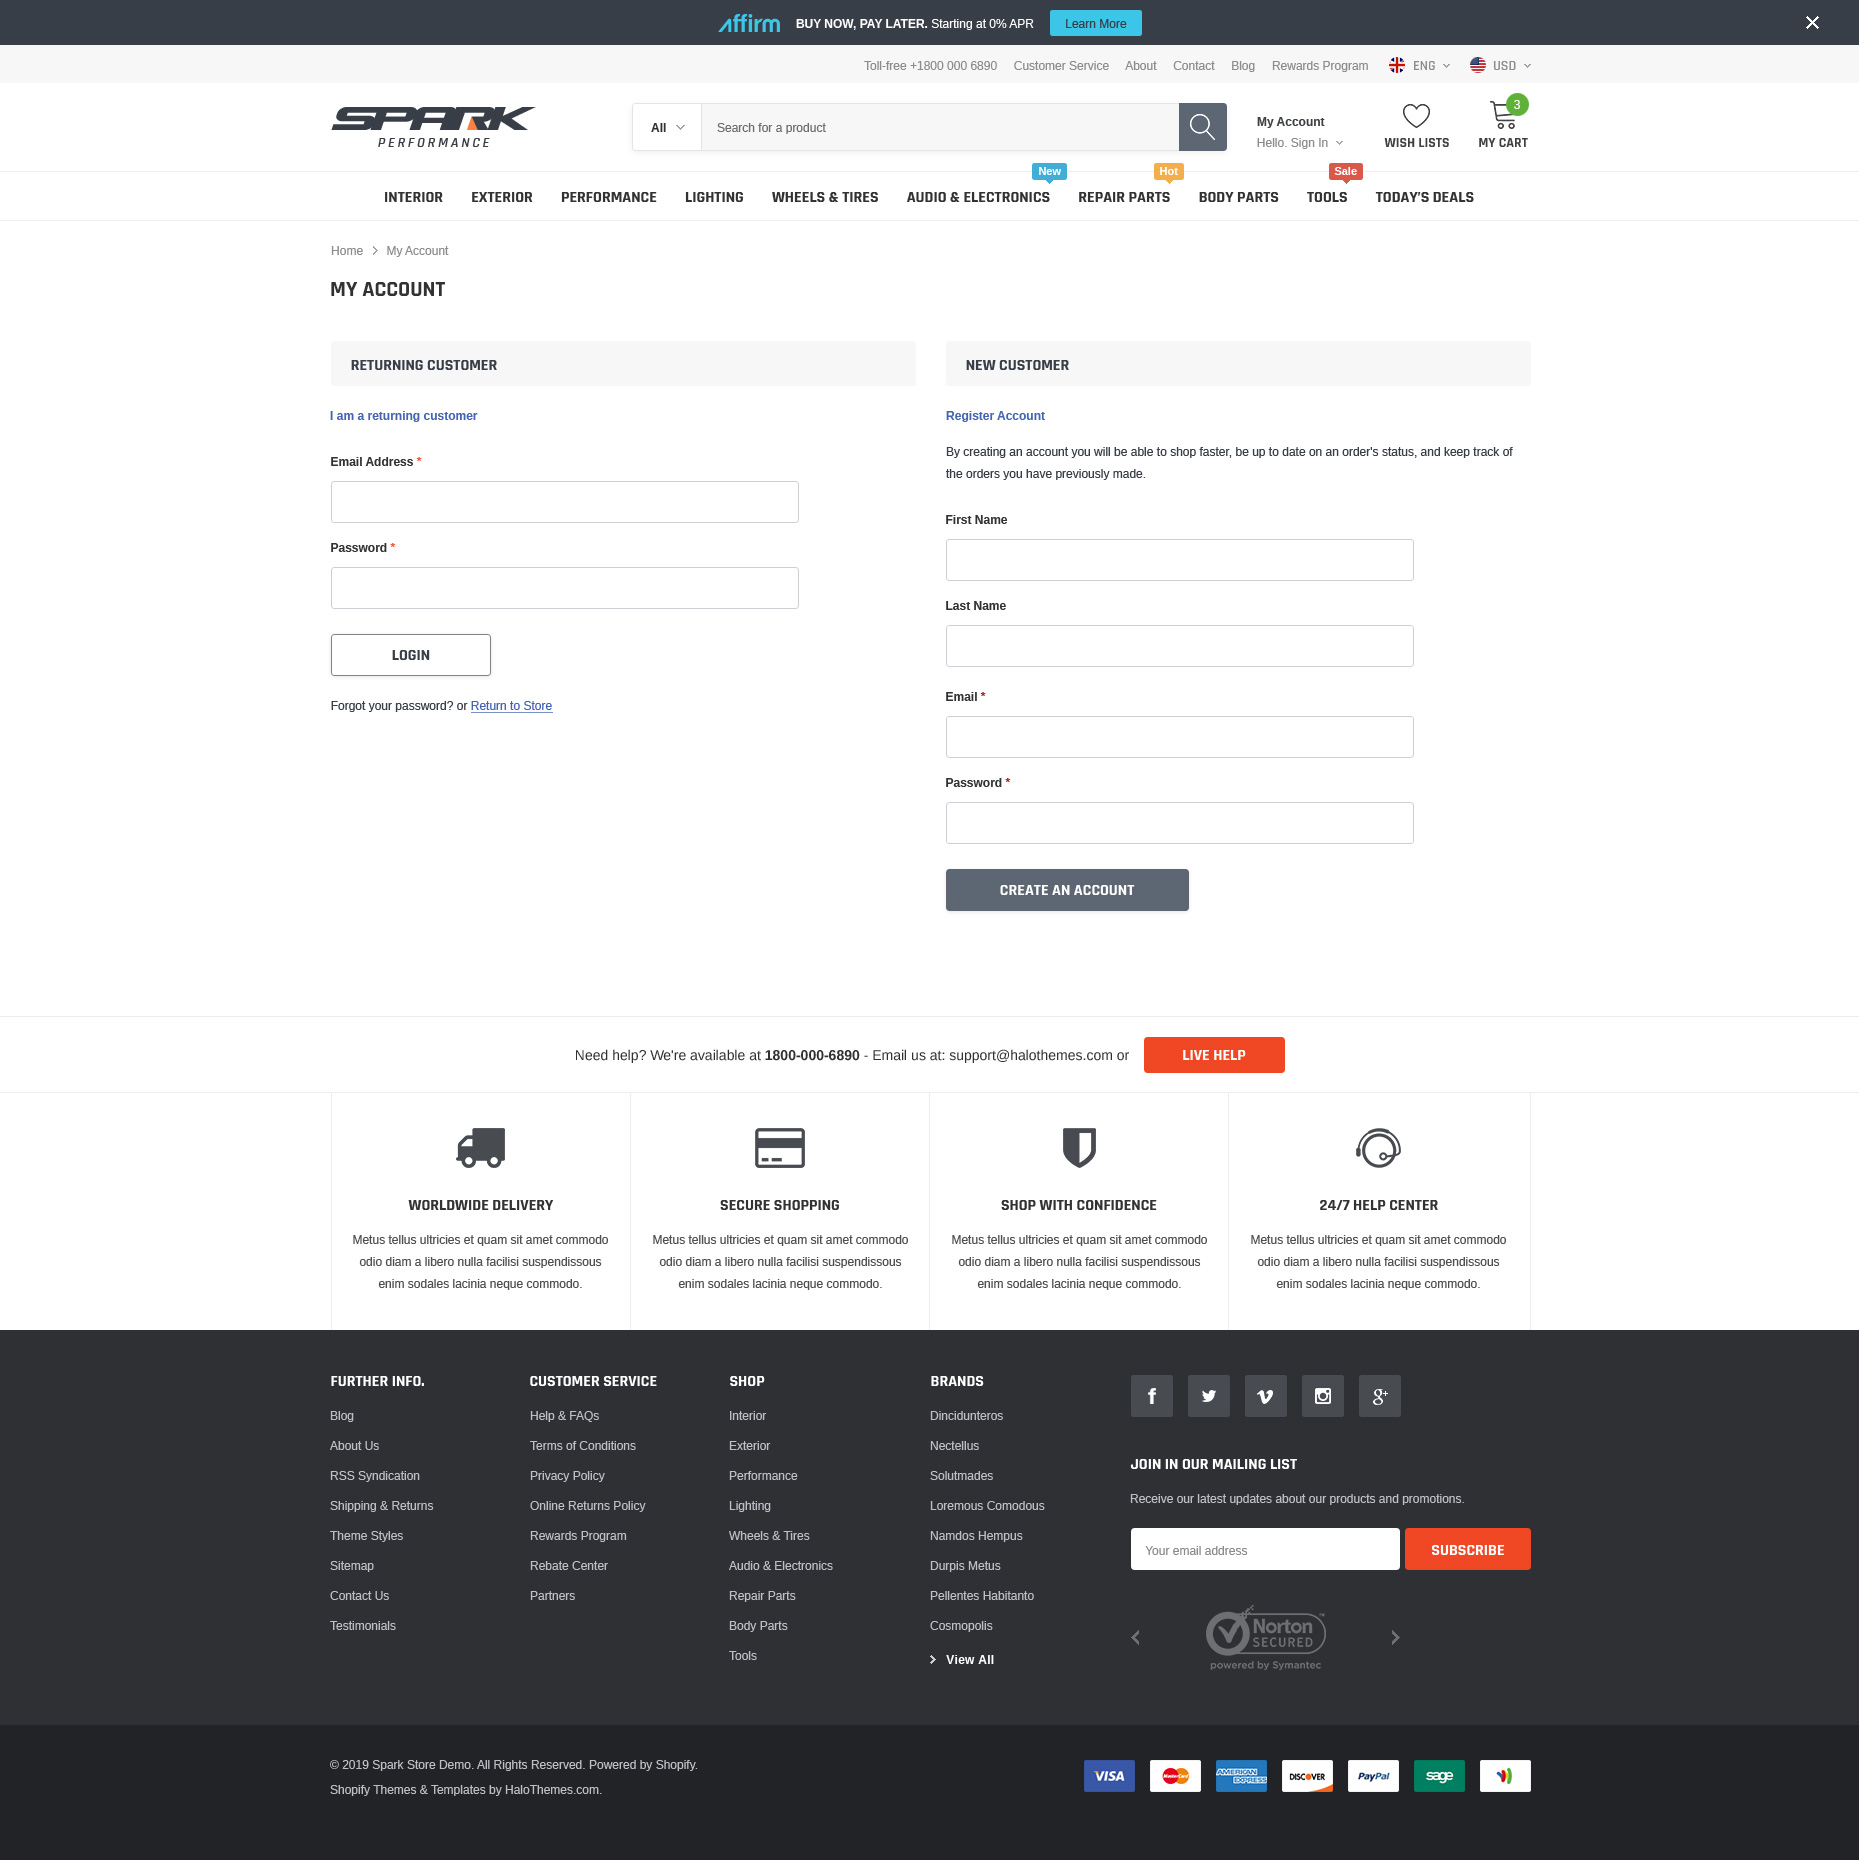 affirm BUY NOW, PAY LATER. Starting at 0% APR Learn More
Toll-free +1800 000 6890 Customer Service About Contact Blog Rewards Program ENG USD
SPARK
PERFORMANCE
All Search for a product
My Account
Hello. Sign In
WISH LISTS
3
MY CART
New Hot Sale
INTERIOR EXTERIOR PERFORMANCE LIGHTING WHEELS & TIRES AUDIO & ELECTRONICS REPAIR PARTS BODY PARTS TOOLS TODAY'S DEALS
Home My Account
MY ACCOUNT
RETURNING CUSTOMER
I am a returning customer
Email Address *
Password *
LOGIN
Forgot your password? or Return to Store
NEW CUSTOMER
Register Account
By creating an account you will be able to shop faster, be up to date on an order's status, and keep track of
the orders you have previously made.
First Name
Last Name
Email *
Password *
CREATE AN ACCOUNT
Need help? We're available at 1800-000-6890 - Email us at: support@halothemes.com or LIVE HELP
WORLDWIDE DELIVERY
Metus tellus ultricies et quam sit amet commodo
odio diam a libero nulla facilisi suspendissous
enim sodales lacinia neque commodo.
SECURE SHOPPING
Metus tellus ultricies et quam sit amet commodo
odio diam a libero nulla facilisi suspendissous
enim sodales lacinia neque commodo.
SHOP WITH CONFIDENCE
Metus tellus ultricies et quam sit amet commodo
odio diam a libero nulla facilisi suspendissous
enim sodales lacinia neque commodo.
24/7 HELP CENTER
Metus tellus ultricies et quam sit amet commodo
odio diam a libero nulla facilisi suspendissous
enim sodales lacinia neque commodo.
FURTHER INFO.
Blog
About Us
RSS Syndication
Shipping & Returns
Theme Styles
Sitemap
Contact Us
Testimonials
CUSTOMER SERVICE
Help & FAQs
Terms of Conditions
Privacy Policy
Online Returns Policy
Rewards Program
Rebate Center
Partners
SHOP
Interior
Exterior
Performance
Lighting
Wheels & Tires
Audio & Electronics
Repair Parts
Body Parts
Tools
BRANDS
Dincidunteros
Nectellus
Solutmades
Loremous Comodous
Namdos Hempus
Durpis Metus
Pellentes Habitanto
Cosmopolis
View All
JOIN IN OUR MAILING LIST
Receive our latest updates about our products and promotions.
Your email address SUBSCRIBE
Norton
SECURED
powered by Symantec
© 2019 Spark Store Demo. All Rights Reserved. Powered by Shopify.
Shopify Themes & Templates by HaloThemes.com.
VISA MasterCard AMERICAN EXPRESS DISCOVER PayPal sage